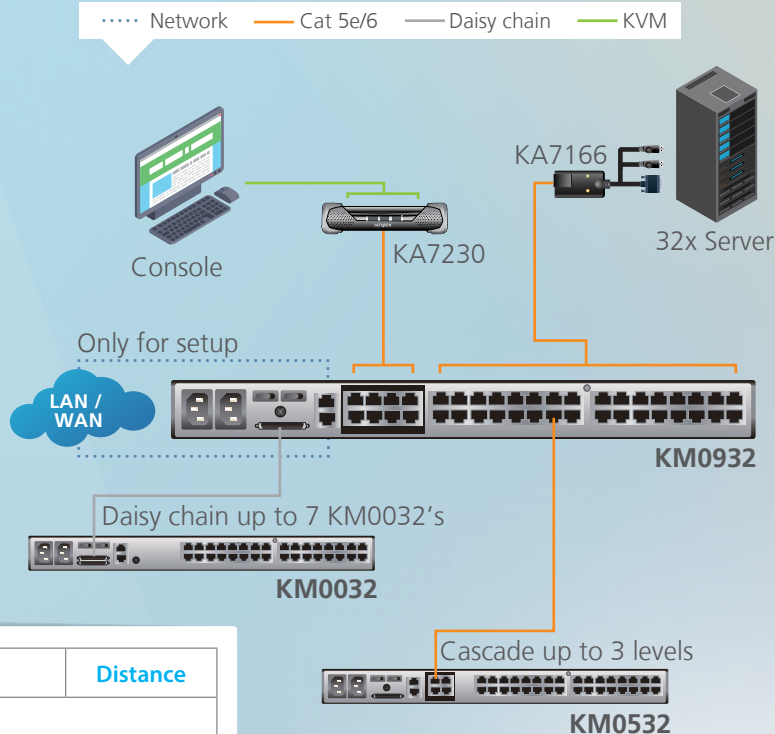 Network Cat 5e/6 Daisy chain KVM
KA7166
KA7230
32x Server
Console
Only for setup
LAN /
WAN
KM0932
Daisy chain up to 7 KM0032’s
KM0032
Cascade up to 3 levels
Distance
KM0532